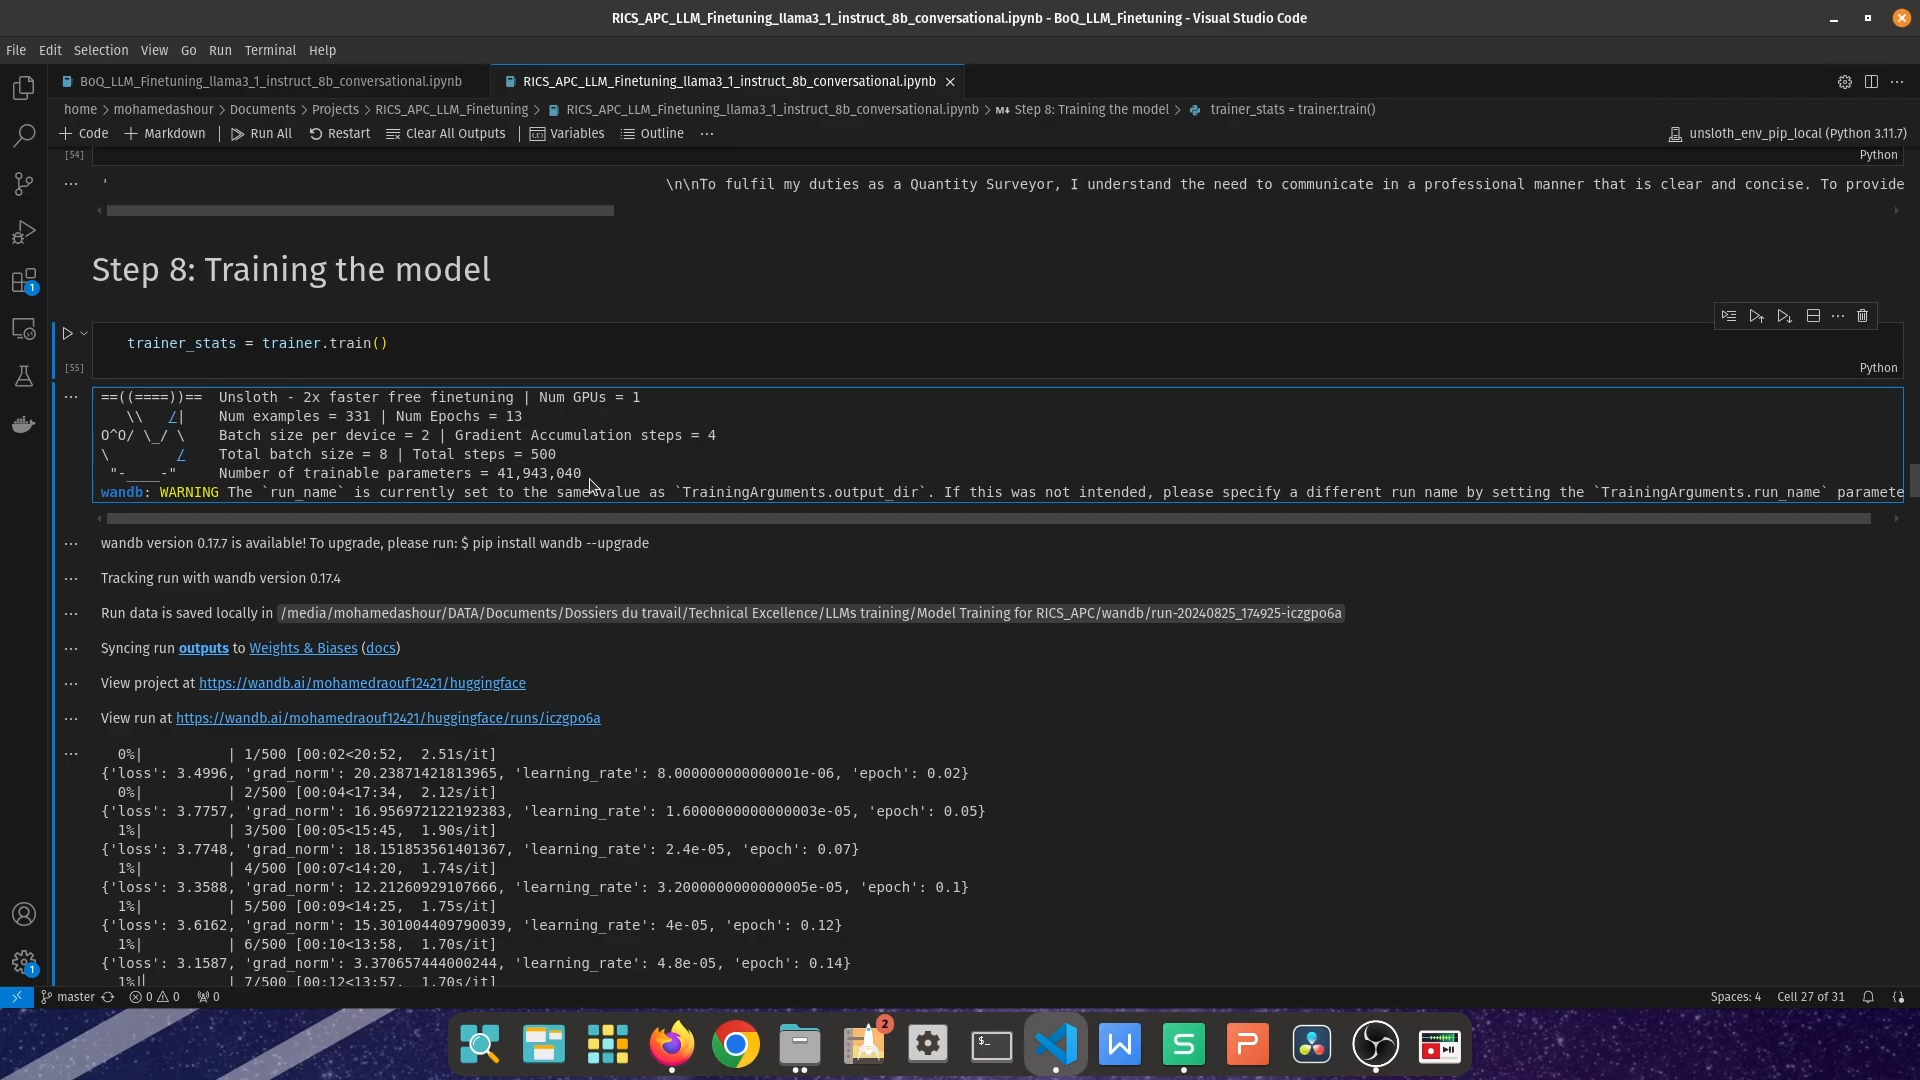 RICS_APC_LLM_Finetuning_llama3_1_instruct_8b_conversational.ipynb - BoQ_LLM_Finetuning - Visual Studio Code
File Edit Selection View Go Run Terminal Help
BoQ_LLM_Finetuning_llama3_1_instruct_8b_conversational.ipynb RICS_APC_LLM_Finetuning_llama3_1_instruct_8b_conversational.ipynb
home > mohamedashour > Documents > Projects > RICS_APC_LLM_Finetuning > RICS_APC_LLM_Finetuning_llama3_1_instruct_8b_conversational.ipynb > M↓ Step 8: Training the model > trainer_stats = trainer.train()
+ Code + Markdown | Run All Restart Clear All Outputs | Variables Outline ... unsloth_env_pip_local (Python 3.11.7)
[54] Python
... ' \n\nTo fulfil my duties as a Quantity Surveyor, I understand the need to communicate in a professional manner that is clear and concise. To provide
Step 8: Training the model
trainer_stats = trainer.train()
[55] Python
... ==((====))==  Unsloth - 2x faster free finetuning | Num GPUs = 1
   \\   /|    Num examples = 331 | Num Epochs = 13
O^O/ \_/ \    Batch size per device = 2 | Gradient Accumulation steps = 4
\        /    Total batch size = 8 | Total steps = 500
 "-____-"     Number of trainable parameters = 41,943,040
wandb: WARNING The `run_name` is currently set to the same value as `TrainingArguments.output_dir`. If this was not intended, please specify a different run name by setting the `TrainingArguments.run_name` paramete
... wandb version 0.17.7 is available! To upgrade, please run: $ pip install wandb --upgrade
... Tracking run with wandb version 0.17.4
... Run data is saved locally in /media/mohamedashour/DATA/Documents/Dossiers du travail/Technical Excellence/LLMs training/Model Training for RICS_APC/wandb/run-20240825_174925-iczgpo6a
... Syncing run outputs to Weights & Biases (docs)
... View project at https://wandb.ai/mohamedraouf12421/huggingface
... View run at https://wandb.ai/mohamedraouf12421/huggingface/runs/iczgpo6a
... 0%|          | 1/500 [00:02<20:52,  2.51s/it]
{'loss': 3.4996, 'grad_norm': 20.23871421813965, 'learning_rate': 8.000000000000001e-06, 'epoch': 0.02}
0%|          | 2/500 [00:04<17:34,  2.12s/it]
{'loss': 3.7757, 'grad_norm': 16.956972122192383, 'learning_rate': 1.6000000000000003e-05, 'epoch': 0.05}
1%|          | 3/500 [00:05<15:45,  1.90s/it]
{'loss': 3.7748, 'grad_norm': 18.151853561401367, 'learning_rate': 2.4e-05, 'epoch': 0.07}
1%|          | 4/500 [00:07<14:20,  1.74s/it]
{'loss': 3.3588, 'grad_norm': 12.21260929107666, 'learning_rate': 3.2000000000000005e-05, 'epoch': 0.1}
1%|          | 5/500 [00:09<14:25,  1.75s/it]
{'loss': 3.6162, 'grad_norm': 15.301004409790039, 'learning_rate': 4e-05, 'epoch': 0.12}
1%|          | 6/500 [00:10<13:58,  1.70s/it]
{'loss': 3.1587, 'grad_norm': 3.370657444000244, 'learning_rate': 4.8e-05, 'epoch': 0.14}
1%|          | 7/500 [00:12<13:57,  1.70s/it]
master 0 0 0 Spaces: 4 Cell 27 of 31
1
1
2
$_
W
S
P